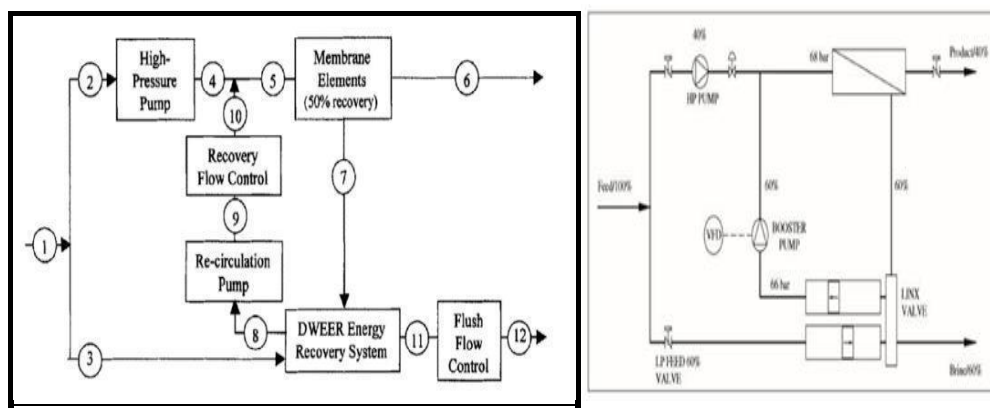 High-
Pressure
Pump
Membrane
Elements
(50% recovery)
2
4
5
6
10
Recovery
Flow Control
7
9
1
Re-circulation
Pump
8
DWEER Energy
Recovery System
11
Flush
Flow
Control
12
3
40%
HP PUMP
68 bar
Product/40%
Feed/100%
60%
60%
VFD
BOOSTER
PUMP
66 bar
LINX
VALVE
LP FEED 60%
VALVE
Brine/60%